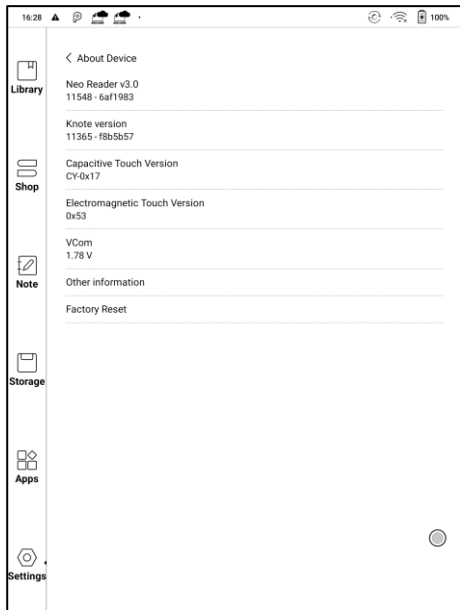 16:28
100%
Library
Shop
Note
Storage
Apps
Settings
About Device
Neo Reader v3.0
11548 - 6af1983
Knote version
11365 - f8b5b57
Capacitive Touch Version
CY-0x17
Electromagnetic Touch Version
0x53
VCom
1.78 V
Other information
Factory Reset